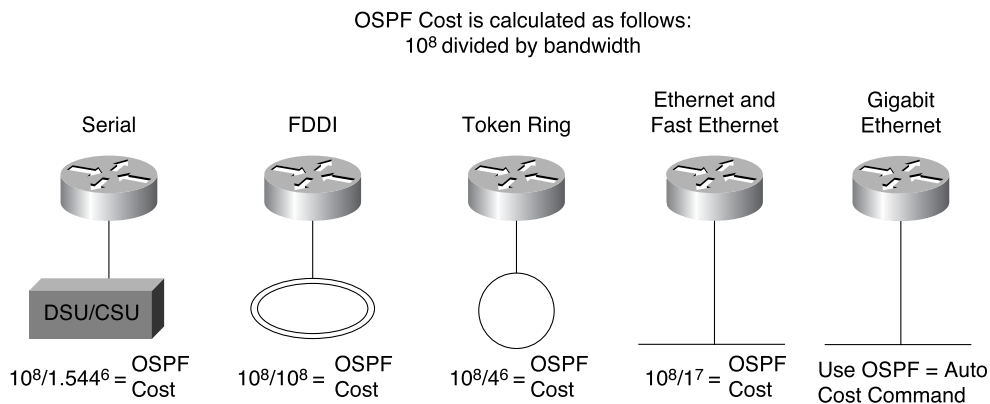 OSPF Cost is calculated as follows:
10⁸ divided by bandwidth
Serial
FDDI
Token Ring
Ethernet and
Fast Ethernet
Gigabit
Ethernet
DSU/CSU
10⁸/1.544⁶ = OSPF Cost
10⁸/10⁸ = OSPF Cost
10⁸/4⁶ = OSPF Cost
10⁸/1⁷ = OSPF Cost
Use OSPF = Auto
Cost Command